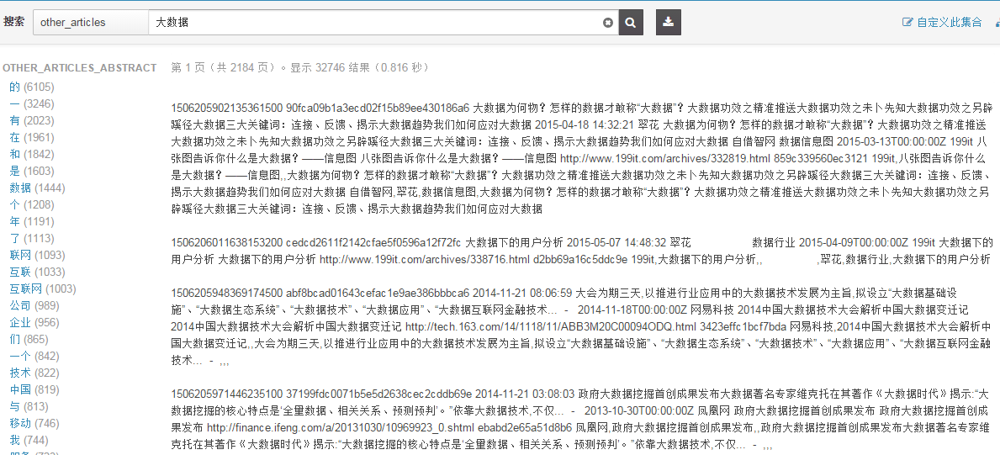 搜索 other_articles 大数据 自定义此集合
OTHER_ARTICLES_ABSTRACT
的 (6105)
一 (3246)
有 (2023)
在 (1961)
和 (1842)
是 (1603)
数据 (1444)
个 (1208)
年 (1191)
了 (1113)
联网 (1093)
互联 (1033)
互联网 (1003)
公司 (989)
企业 (956)
们 (865)
一个 (842)
技术 (822)
中国 (819)
与 (813)
移动 (746)
我 (744)
第 1 页（共 2184 页）。显示 32746 结果（0.816 秒）
1506205902135361500 90fca09b1a3ecd02f15b89ee430186a6 大数据为何物？怎样的数据才敢称“大数据”？大数据功效之精准推送大数据功效之未卜先知大数据功效之另辟
蹊径大数据三大关键词：连接、反馈、揭示大数据趋势我们如何应对大数据 2015-04-18 14:32:21 翠花 大数据为何物？怎样的数据才敢称“大数据”？大数据功效之精准推送
大数据功效之未卜先知大数据功效之另辟蹊径大数据三大关键词：连接、反馈、揭示大数据趋势我们如何应对大数据 自借智网 数据信息图 2015-03-13T00:00:00Z 199it 八
张图告诉你什么是大数据？——信息图 八张图告诉你什么是大数据？——信息图 http://www.199it.com/archives/332819.html 859c339560ec3121 199it,八张图告诉你什么
是大数据？——信息图,,大数据为何物？怎样的数据才敢称“大数据”？大数据功效之精准推送大数据功效之未卜先知大数据功效之另辟蹊径大数据三大关键词：连接、反馈、
揭示大数据趋势我们如何应对大数据 自借智网,翠花,数据信息图,大数据为何物？怎样的数据才敢称“大数据”？大数据功效之精准推送大数据功效之未卜先知大数据功效之另
辟蹊径大数据三大关键词：连接、反馈、揭示大数据趋势我们如何应对大数据
1506206011638153200 cedcd2611f2142cfae5f0596a12f72fc 大数据下的用户分析 2015-05-07 14:48:32 翠花 数据行业 2015-04-09T00:00:00Z 199it 大数据下的
用户分析 大数据下的用户分析 http://www.199it.com/archives/338716.html d2bb69a16c5ddc9e 199it,大数据下的用户分析,, ,翠花,数据行业,大数据下的用户分析
1506205948369174500 abf8bcad01643cefac1e9ae386bbbca6 2014-11-21 08:06:59 大会为期三天,以推进行业应用中的大数据技术发展为主旨,拟设立“大数据基础设
施”、“大数据生态系统”、“大数据技术”、“大数据应用”、“大数据互联网金融技术... - 2014-11-18T00:00:00Z 网易科技 2014中国大数据技术大会解析中国大数据变迁记
2014中国大数据技术大会解析中国大数据变迁记 http://tech.163.com/14/1118/11/ABB3M20C00094ODQ.html 3423effc1bcf7bda 网易科技,2014中国大数据技术大会解析中
国大数据变迁记,,大会为期三天,以推进行业应用中的大数据技术发展为主旨,拟设立“大数据基础设施”、“大数据生态系统”、“大数据技术”、“大数据应用”、“大数据互联网金融
技术... - ,,,
1506205971446235100 37199fdc0071b5e5d2638cec2cddb69e 2014-11-21 03:08:03 政府大数据挖掘首创成果发布大数据著名专家维克托在其著作《大数据时代》揭示:“大
数据挖掘的核心特点是‘全量数据、相关关系、预测预判’。”依靠大数据技术,不仅... - 2013-10-30T00:00:00Z 凤凰网 政府大数据挖掘首创成果发布 政府大数据挖掘首创成
果发布 http://finance.ifeng.com/a/20131030/10969923_0.shtml ebabd2e65a51d8b6 凤凰网,政府大数据挖掘首创成果发布,,政府大数据挖掘首创成果发布大数据著名专家维
克托在其著作《大数据时代》揭示:“大数据挖掘的核心特点是‘全量数据、相关关系、预测预判’。”依靠大数据技术,不仅... - ,,,